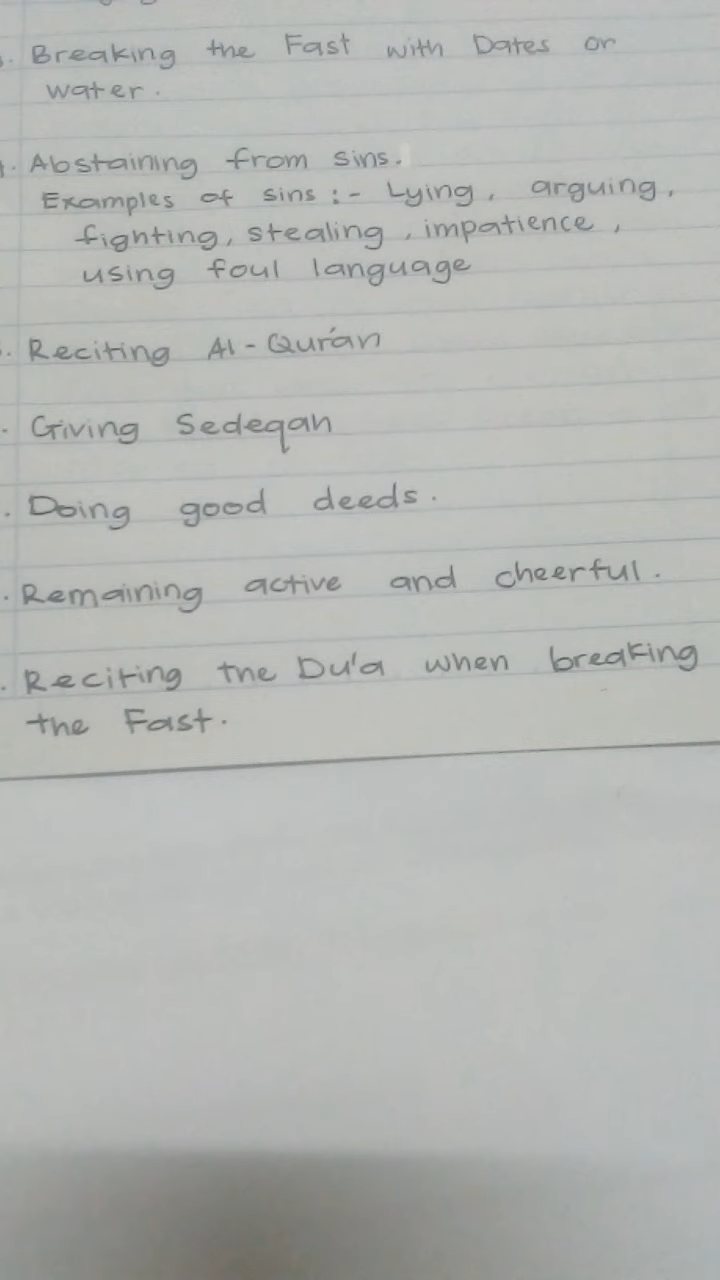 . Breaking the Fast with Dates or
water.
. Abstaining from sins.
Examples of sins :- Lying, arguing,
fighting, stealing, impatience,
using foul language
. Reciting Al-Qur'an
. Giving Sedeqah
. Doing good deeds.
. Remaining active and cheerful.
. Reciting the Du'a when breaking
the Fast.